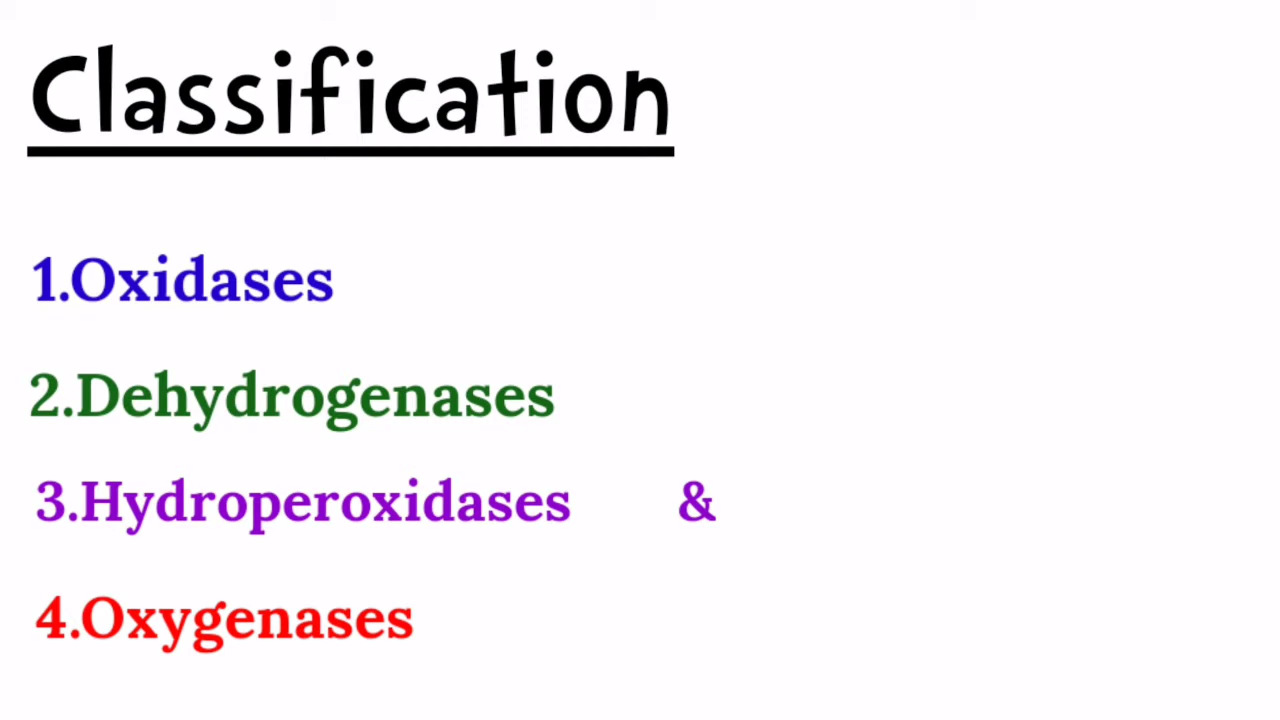 Classification
1.Oxidases
2.Dehydrogenases
3.Hydroperoxidases &
4.Oxygenases